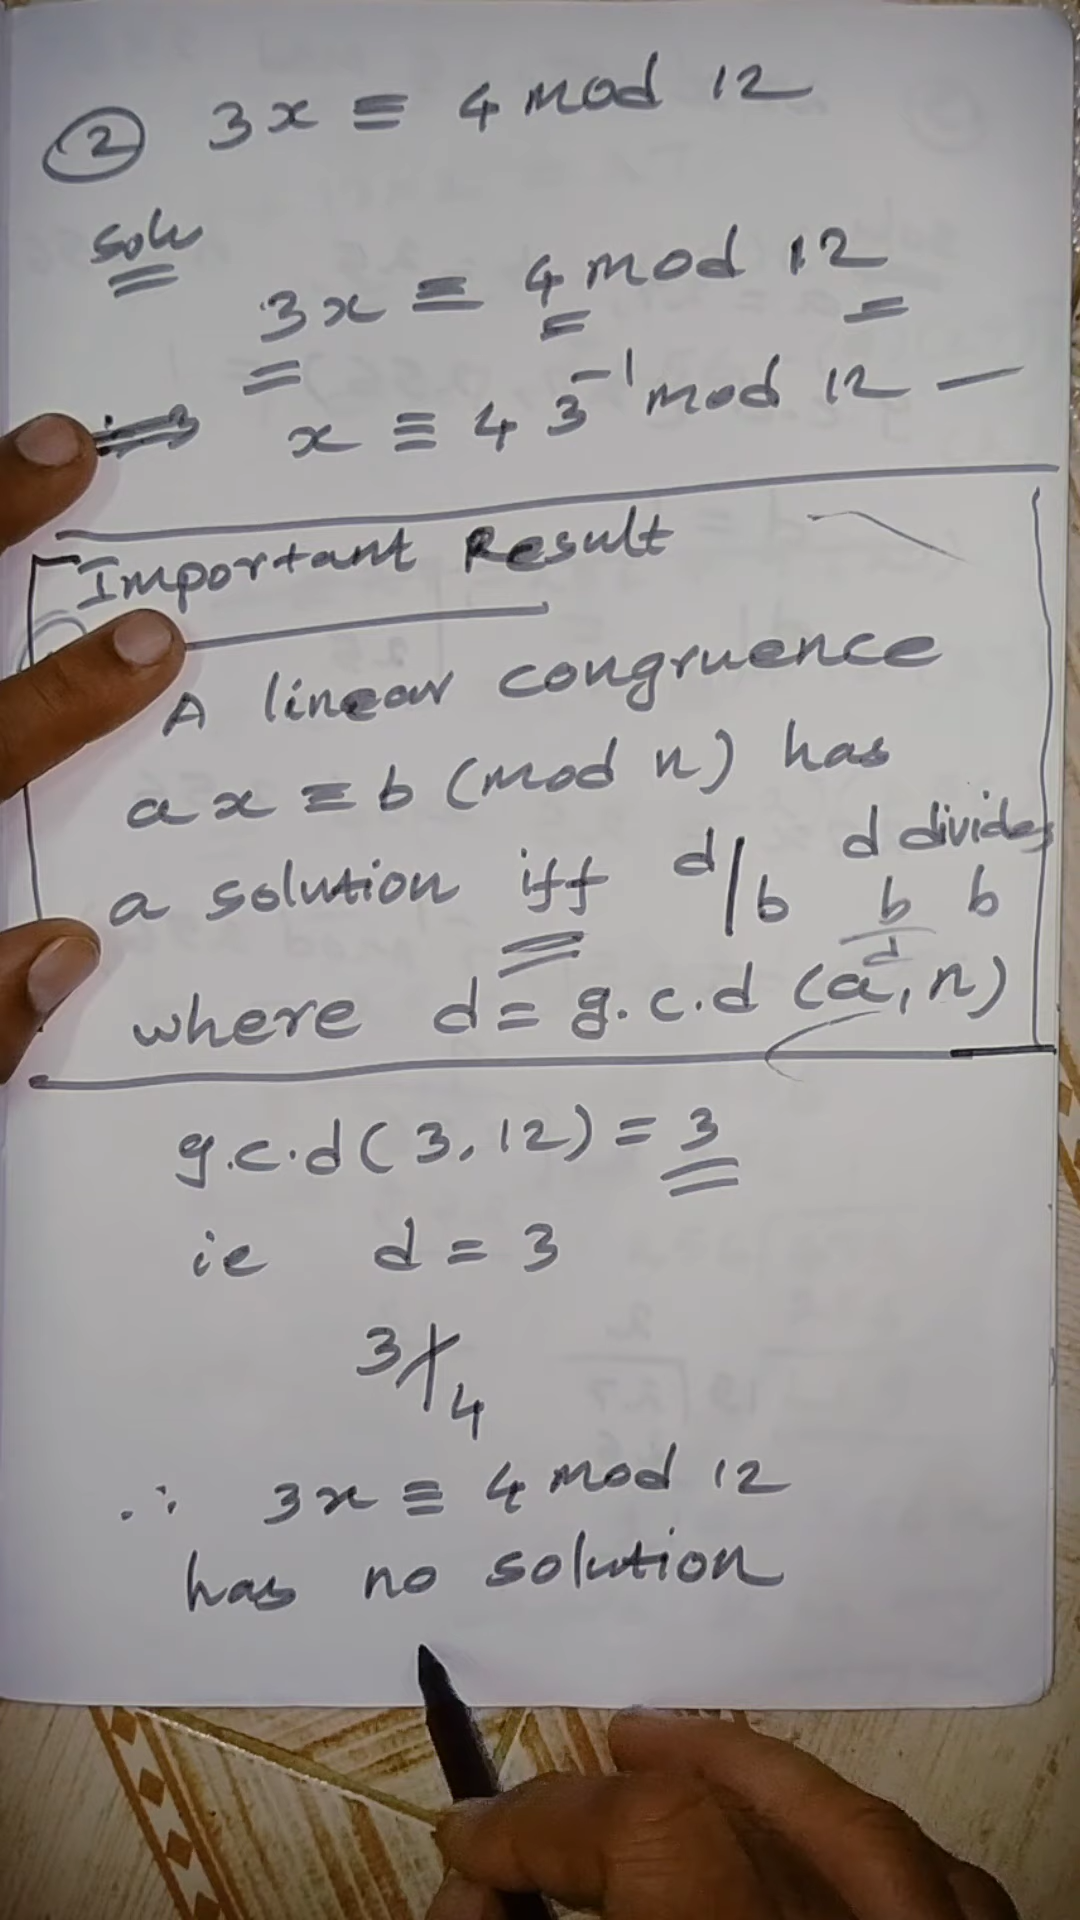 ② 3x ≡ 4 mod 12
Soln
3x ≡ 4 mod 12
x ≡ 4 3⁻¹ mod 12 —
Important Result
A linear congruence
ax ≡ b (mod n) has
a solution iff d/b d divides b
b/d
where d = g.c.d (a, n)
g.c.d (3, 12) = 3
ie d = 3
3∤4
∴ 3x ≡ 4 mod 12
has no solution